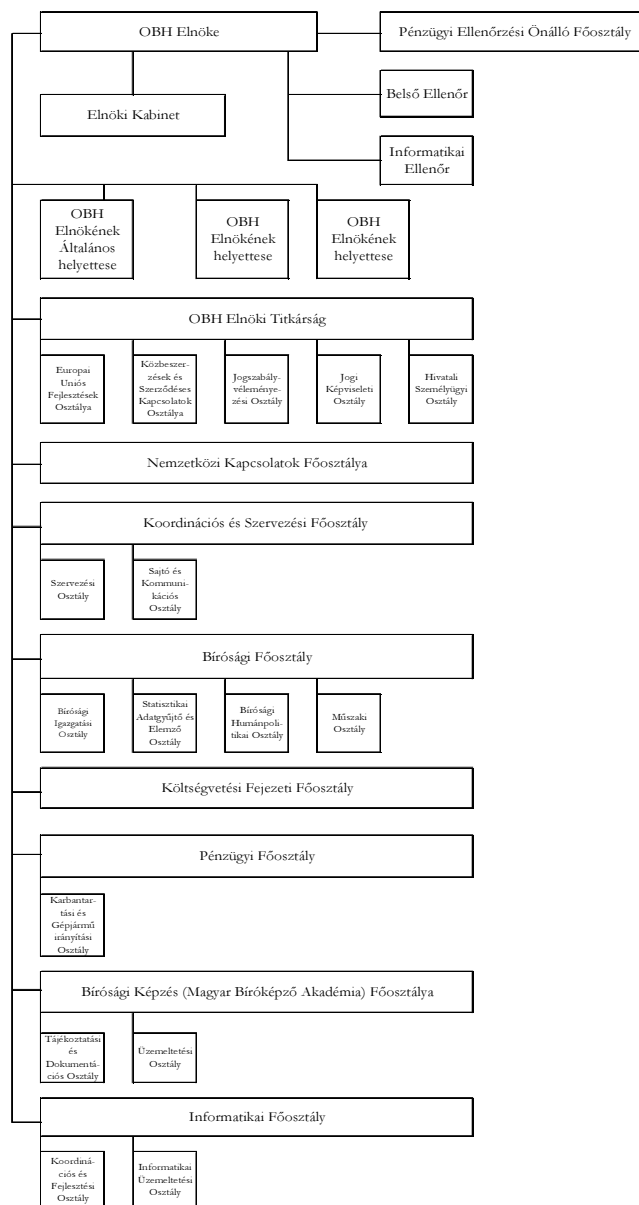 OBH Elnöke
Pénzügyi Ellenőrzési Önálló Főosztály
Belső Ellenőr
Elnöki Kabinet
Informatikai
Ellenőr
OBH
Elnökének
Általános
helyettese
OBH
Elnökének
helyettese
OBH
Elnökének
helyettese
OBH Elnöki Titkárság
Europai
Uniós
Fejlesztések
Osztálya
Közbeszer-
zések és
Szerződéses
Kapcsolatok
Osztálya
Jogszabály-
véleménye-
zési Osztály
Jogi
Képviseleti
Osztály
Hivatali
Személyügyi
Osztály
Nemzetközi Kapcsolatok Főosztálya
Koordinációs és Szervezési Főosztály
Szervezési
Osztály
Sajtó és
Kommuni-
kációs
Osztály
Bírósági Főosztály
Bírósági
Igazgatási
Osztály
Statisztikai
Adatgyűjtő és
Elemző
Osztály
Bírósági
Humánpoli-
tikai Osztály
Műszaki
Osztály
Költségvetési Fejezeti Főosztály
Pénzügyi Főosztály
Karbantar-
tási és
Gépjármű
irányítási
Osztály
Bírósági Képzés (Magyar Bíróképző Akadémia) Főosztálya
Tájékoztatási
és
Dokumentá-
ciós Osztály
Üzemeltetési
Osztály
Informatikai Főosztály
Koordiná-
ciós és
Fejlesztési
Osztály
Informatikai
Üzemeltetési
Osztály